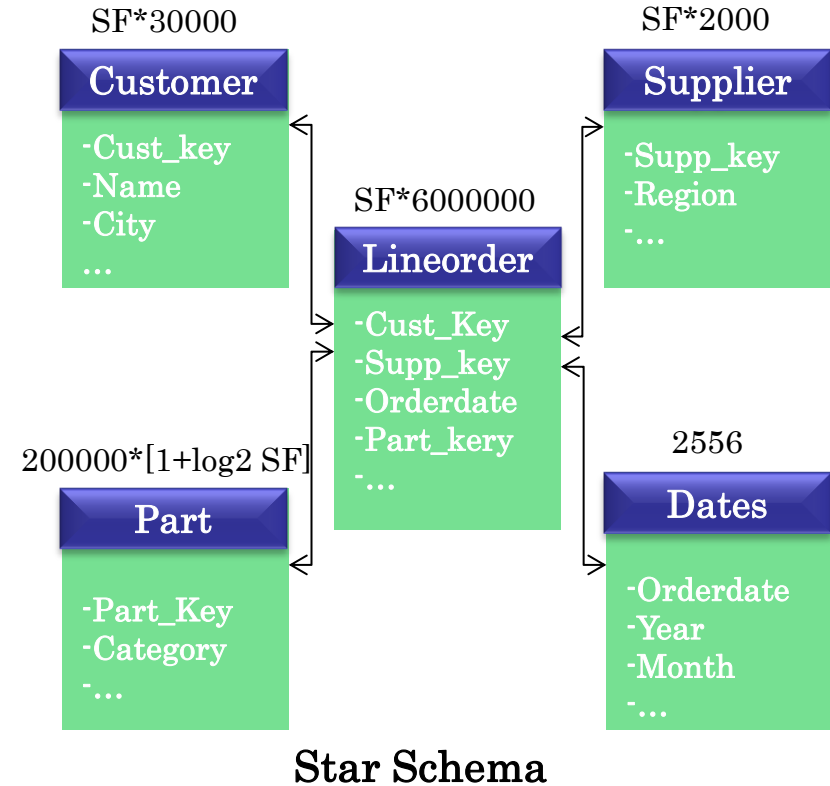 SF*30000
Customer
-Cust_key
-Name
-City
...
SF*2000
Supplier
-Supp_key
-Region
-...
SF*6000000
Lineorder
-Cust_Key
-Supp_key
-Orderdate
-Part_kery
-...
200000*[1+log2 SF]
Part
-Part_Key
-Category
-...
2556
Dates
-Orderdate
-Year
-Month
-...
Star Schema